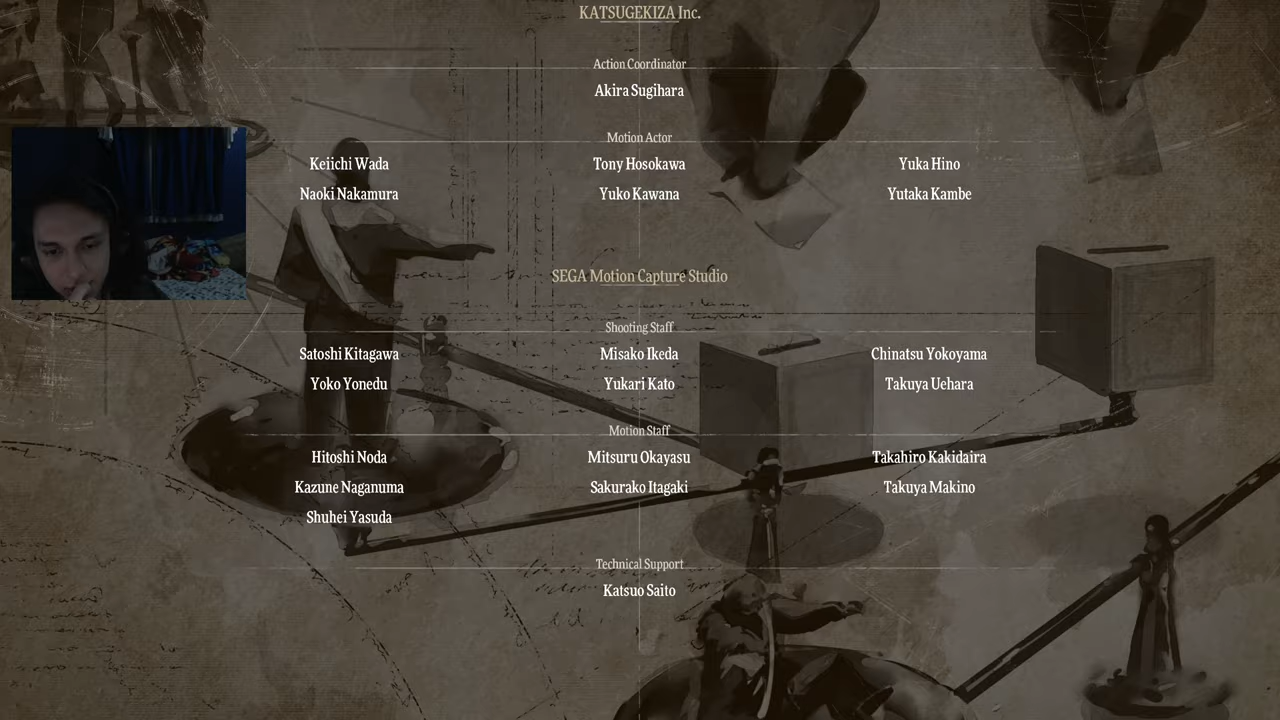 KATSUGEKIZA Inc.
Action Coordinator
Akira Sugihara
Motion Actor
Keiichi Wada Tony Hosokawa Yuka Hino
Naoki Nakamura Yuko Kawana Yutaka Kambe
SEGA Motion Capture Studio
Shooting Staff
Satoshi Kitagawa Misako Ikeda Chinatsu Yokoyama
Yoko Yonedu Yukari Kato Takuya Uehara
Motion Staff
Hitoshi Noda Mitsuru Okayasu Takahiro Kakidaira
Kazune Naganuma Sakurako Itagaki Takuya Makino
Shuhei Yasuda
Technical Support
Katsuo Saito